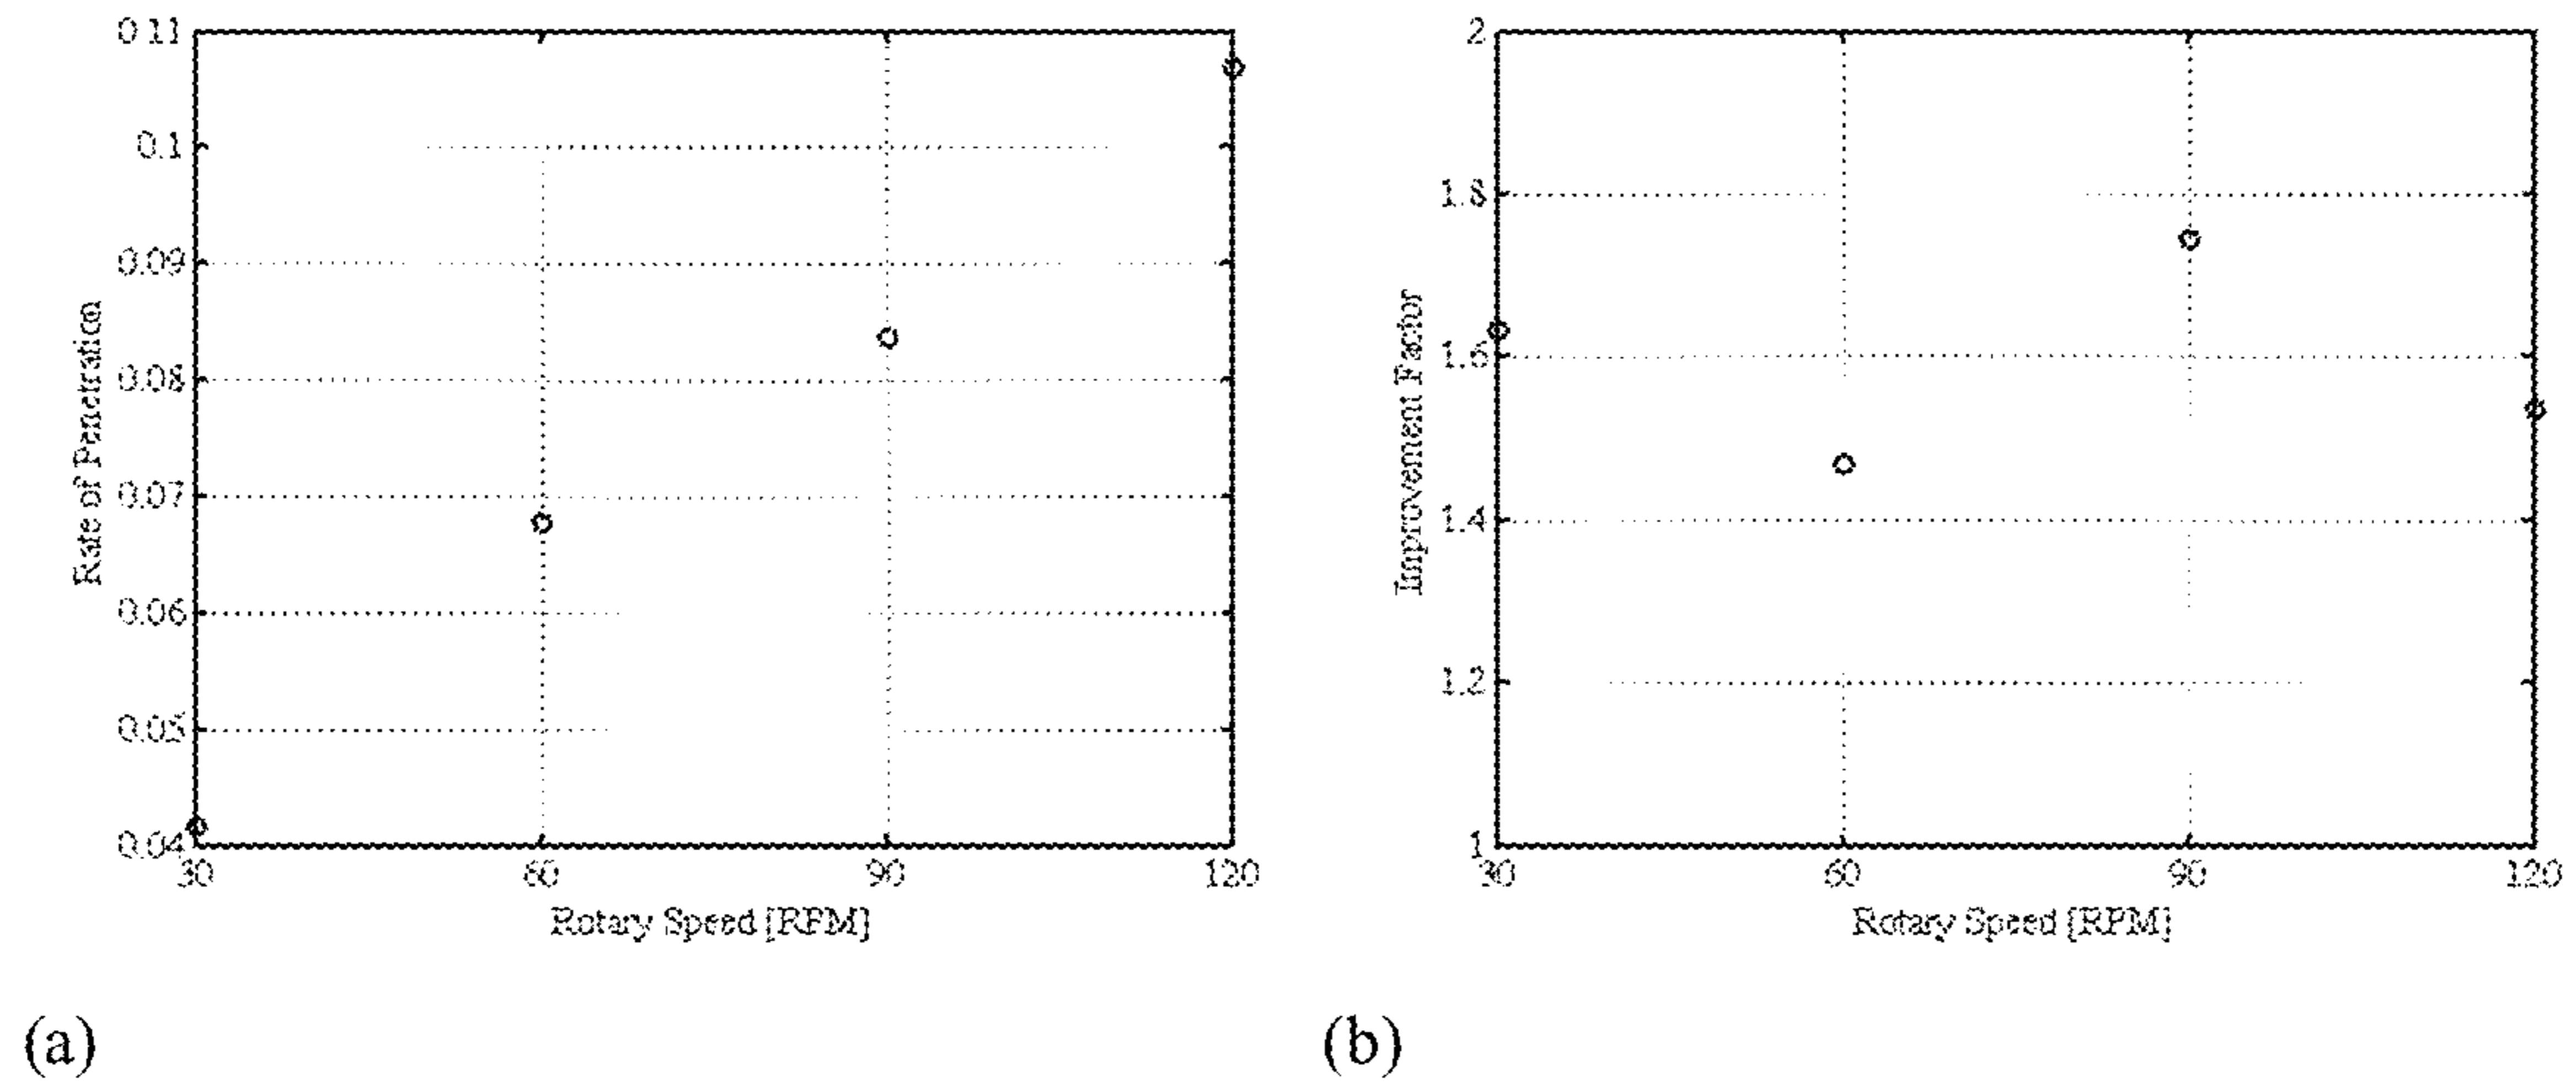 0.11
0.1
0.09
0.08
0.07
0.06
0.05
0.04
Rate of Penetration
30 60 90 120
Rotary Speed [RPM]
(a)
2
1.8
1.6
1.4
1.2
1
Improvement Factor
30 60 90 120
Rotary Speed [RPM]
(b)